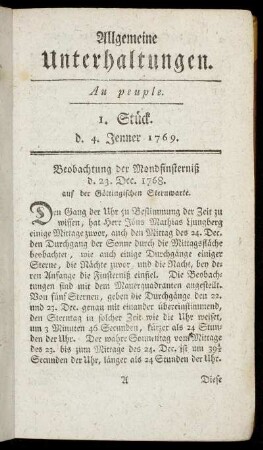 Allgemeine
Unterhaltungen.
Au peuple.
1. Stück.
d. 4. Jenner 1769.
Beobachtung der Mondfinsterniß
d. 23. Dec. 1768.
auf der Göttingischen Sternwarte.
Den Gang der Uhr zu Bestimmung der Zeit zu
wissen, hat Herr Jöns Mathias Ljungberg
einige Mittage zuvor, auch den Mittag des 24. Dec.
den Durchgang der Sonne durch die Mittagsfläche
beobachtet, wie auch einige Durchgänge einiger
Sterne, die Nächte zuvor, und die Nacht, bey de-
ren Anfange die Finsterniß einfiel. Die Beobach-
tungen sind mit dem Mauerquadranten angestellt.
Von fünf Sternen, geben die Durchgänge den 22.
und 23. Dec. genau mit einander übereinstimmend,
den Sterntag in solcher Zeit wie die Uhr weiset,
um 3 Minuten 46 Secunden, kürzer als 24 Stun-
den der Uhr. Der wahre Sonnentag vom Mittage
des 23. bis zum Mittage des 24. Dec. ist um 39½
Secunden der Uhr, länger als 24 Stunden der Uhr.
A Diese